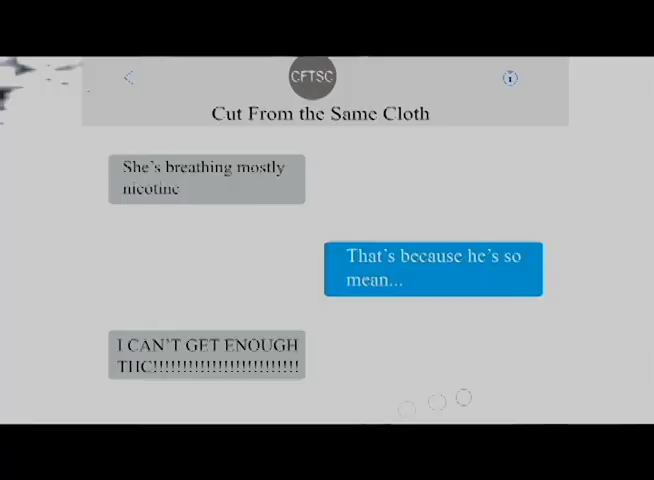 <
CFTSC
i
Cut From the Same Cloth
She's breathing mostly
nicotine
That's because he's so
mean...
I CAN'T GET ENOUGH
THC!!!!!!!!!!!!!!!!!!!!!!!!!